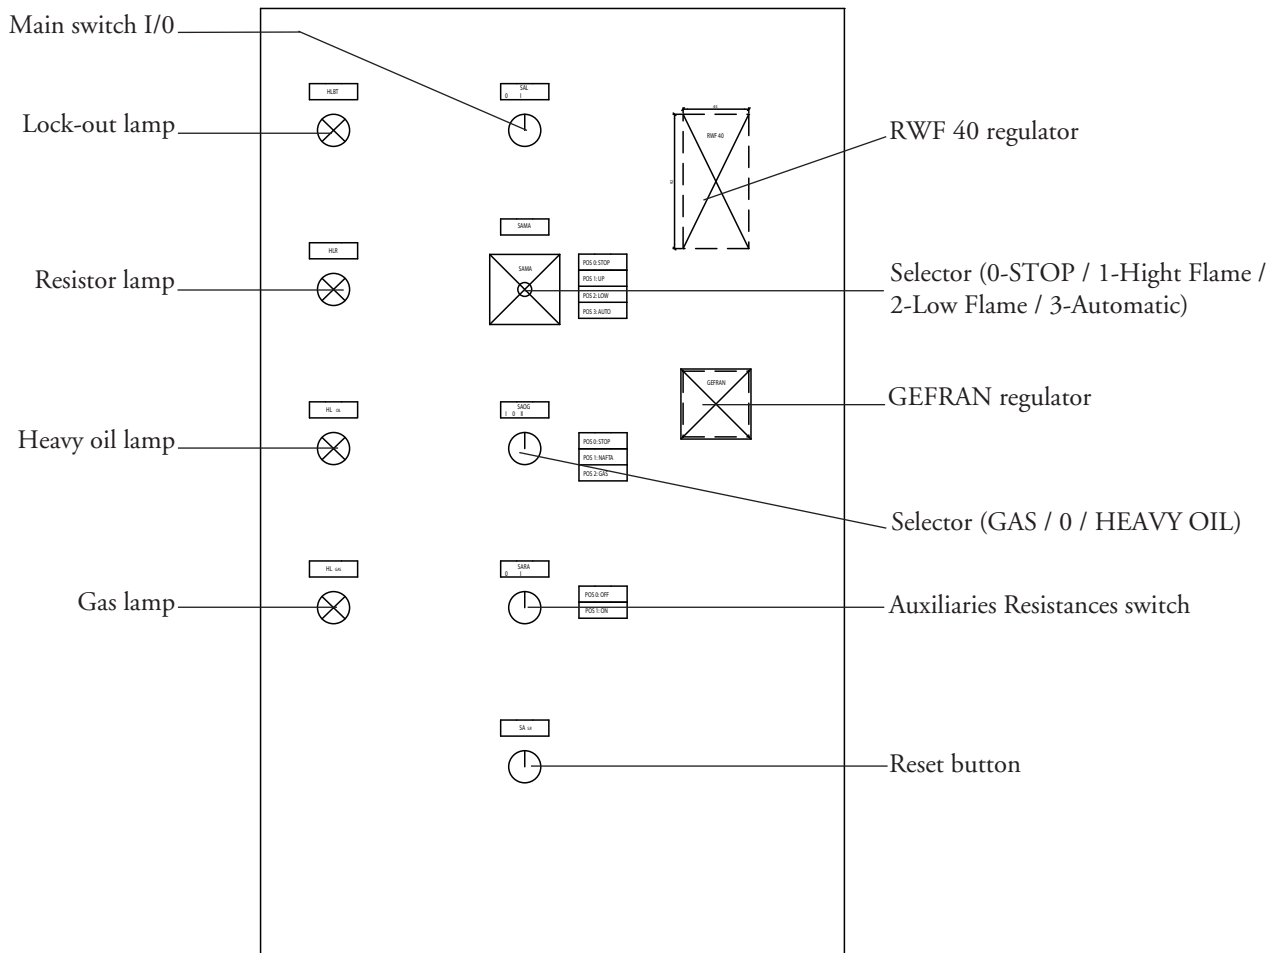 Main switch I/0
HLBT
SAL
0 I
Lock-out lamp
RWF 40
RWF 40 regulator
SAMA
HLR
Resistor lamp
SAMA
POS 0: STOP
POS 1: UP
POS 2: LOW
POS 3: AUTO
Selector (0-STOP / 1-Hight Flame /
2-Low Flame / 3-Automatic)
GEFRAN
GEFRAN regulator
HL OIL
SAOG
I 0 II
Heavy oil lamp
POS 0: STOP
POS 1: NAFTA
POS 2: GAS
Selector (GAS / 0 / HEAVY OIL)
HL GAS
SARA
0 I
Gas lamp
POS 0: OFF
POS 1: ON
Auxiliaries Resistances switch
SA
Reset button